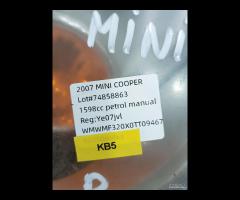 MINI
2007 MINI COOPER
Lot#74858863
1598cc petrol manual
Reg:Ye07jvl
WMWMF320X0TT09467
KB5